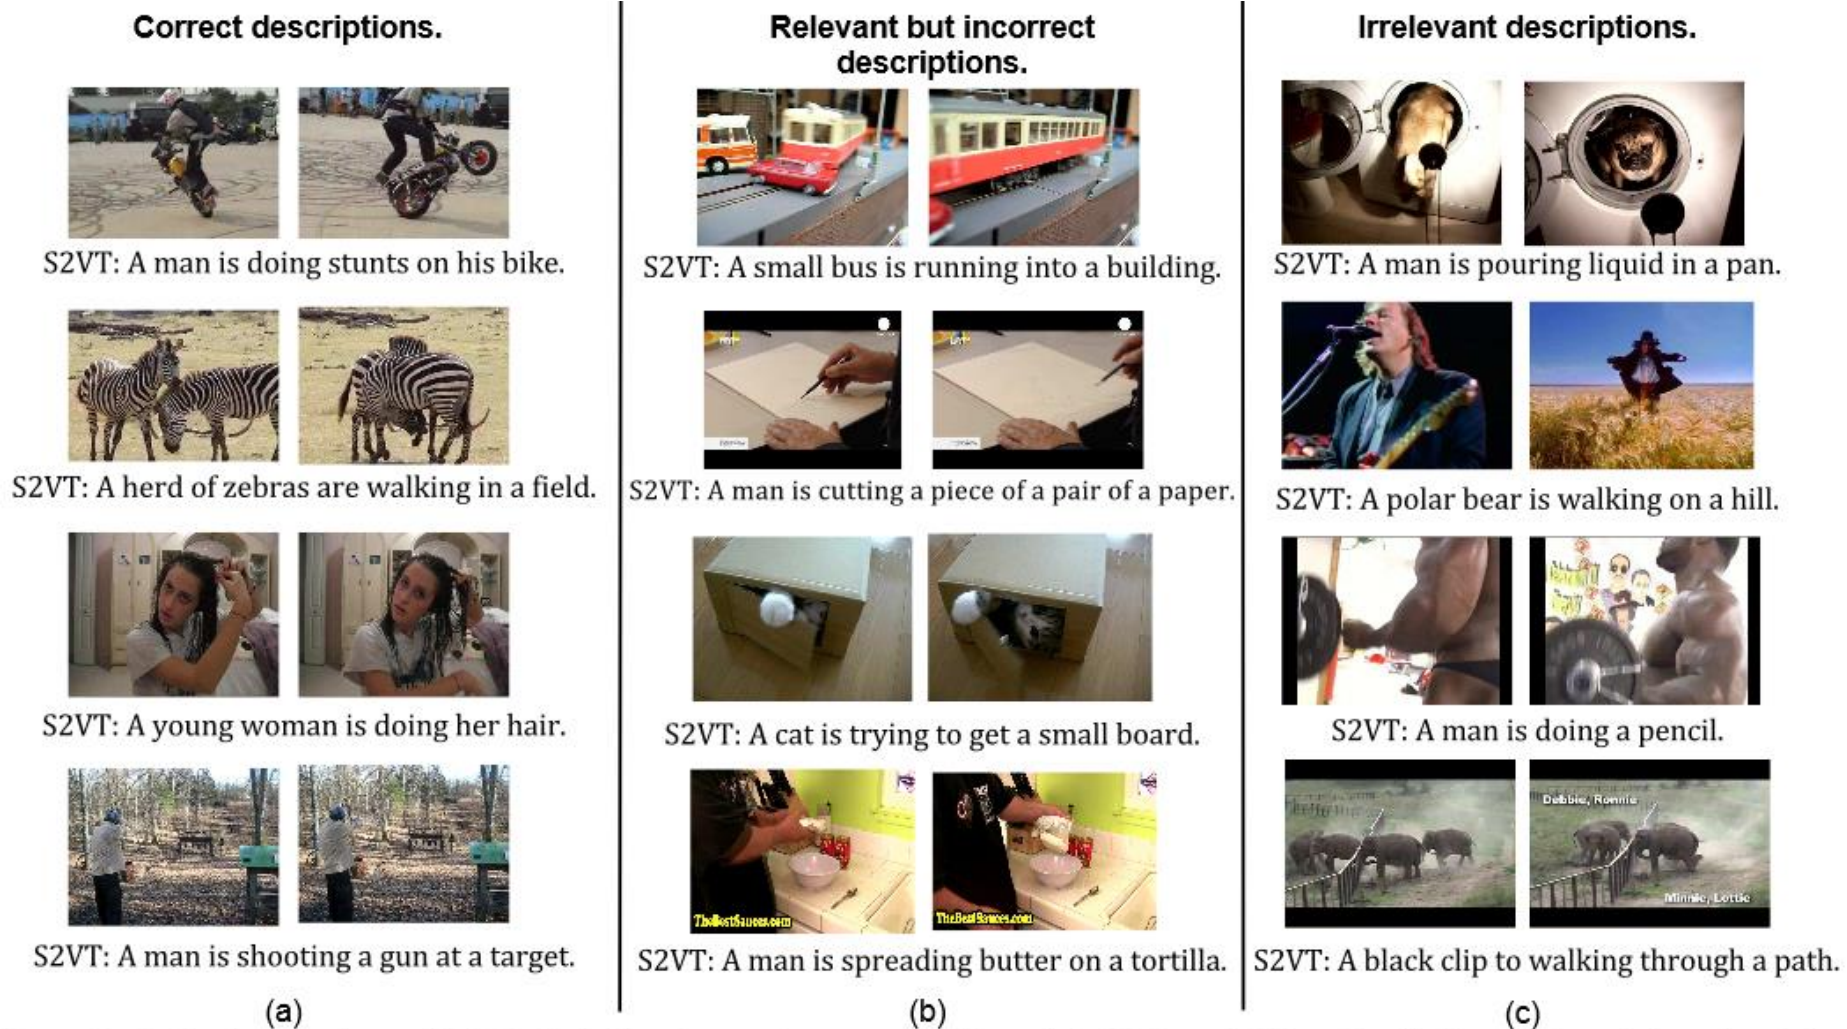 Correct descriptions.
S2VT: A man is doing stunts on his bike.
S2VT: A herd of zebras are walking in a field.
S2VT: A young woman is doing her hair.
S2VT: A man is shooting a gun at a target.
(a)
Relevant but incorrect
descriptions.
S2VT: A small bus is running into a building.
S2VT: A man is cutting a piece of a pair of a paper.
S2VT: A cat is trying to get a small board.
TheBestSauces.com
TheBestSauces.com
S2VT: A man is spreading butter on a tortilla.
(b)
Irrelevant descriptions.
S2VT: A man is pouring liquid in a pan.
S2VT: A polar bear is walking on a hill.
S2VT: A man is doing a pencil.
Debbie, Ronnie
Minnie, Lottie
S2VT: A black clip to walking through a path.
(c)